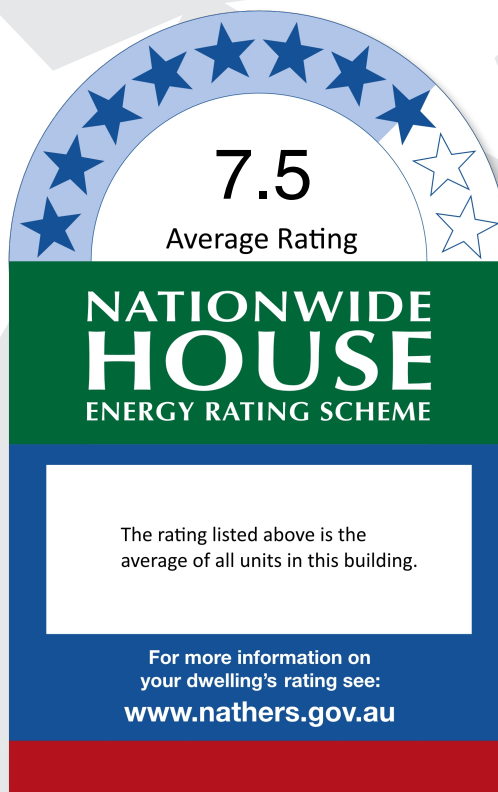 7.5
Average Rating
NATIONWIDE
HOUSE
ENERGY RATING SCHEME
The rating listed above is the
average of all units in this building.
For more information on
your dwelling's rating see:
www.nathers.gov.au